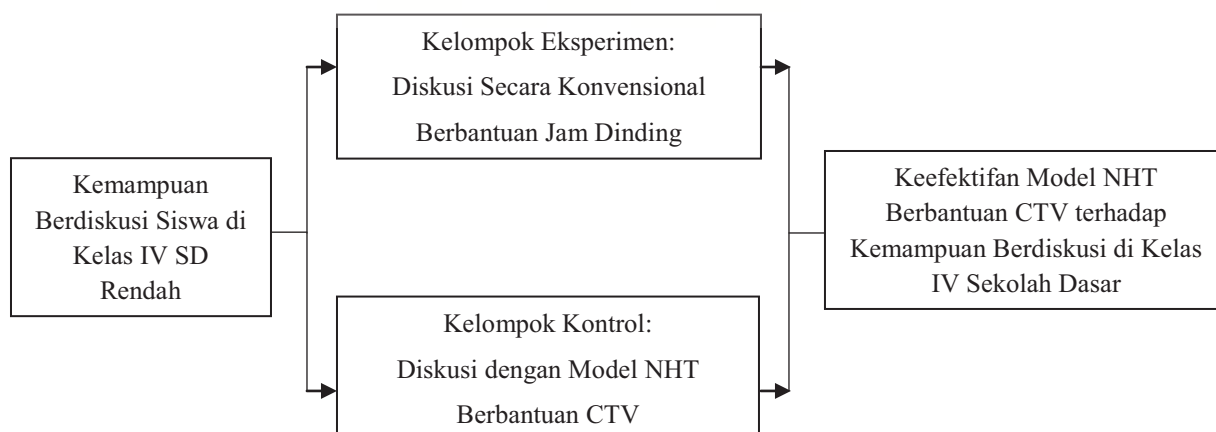 Kelompok Eksperimen:
Diskusi Secara Konvensional
Berbantuan Jam Dinding
Kemampuan
Berdiskusi Siswa di
Kelas IV SD
Rendah
Keefektifan Model NHT
Berbantuan CTV terhadap
Kemampuan Berdiskusi di Kelas
IV Sekolah Dasar
Kelompok Kontrol:
Diskusi dengan Model NHT
Berbantuan CTV